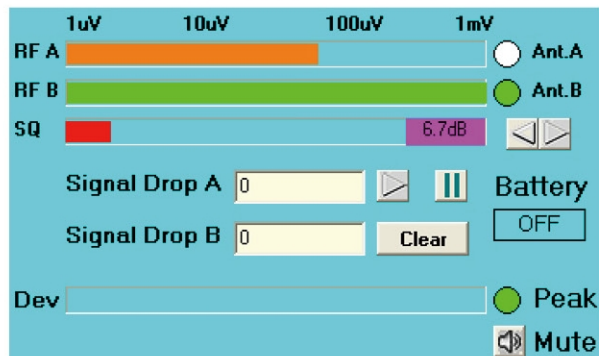 1uV 10uV 100uV 1mV
RF A Ant.A
RF B Ant.B
SQ 6.7dB
Signal Drop A 0
Battery
Signal Drop B 0 Clear OFF
Dev Peak
Mute